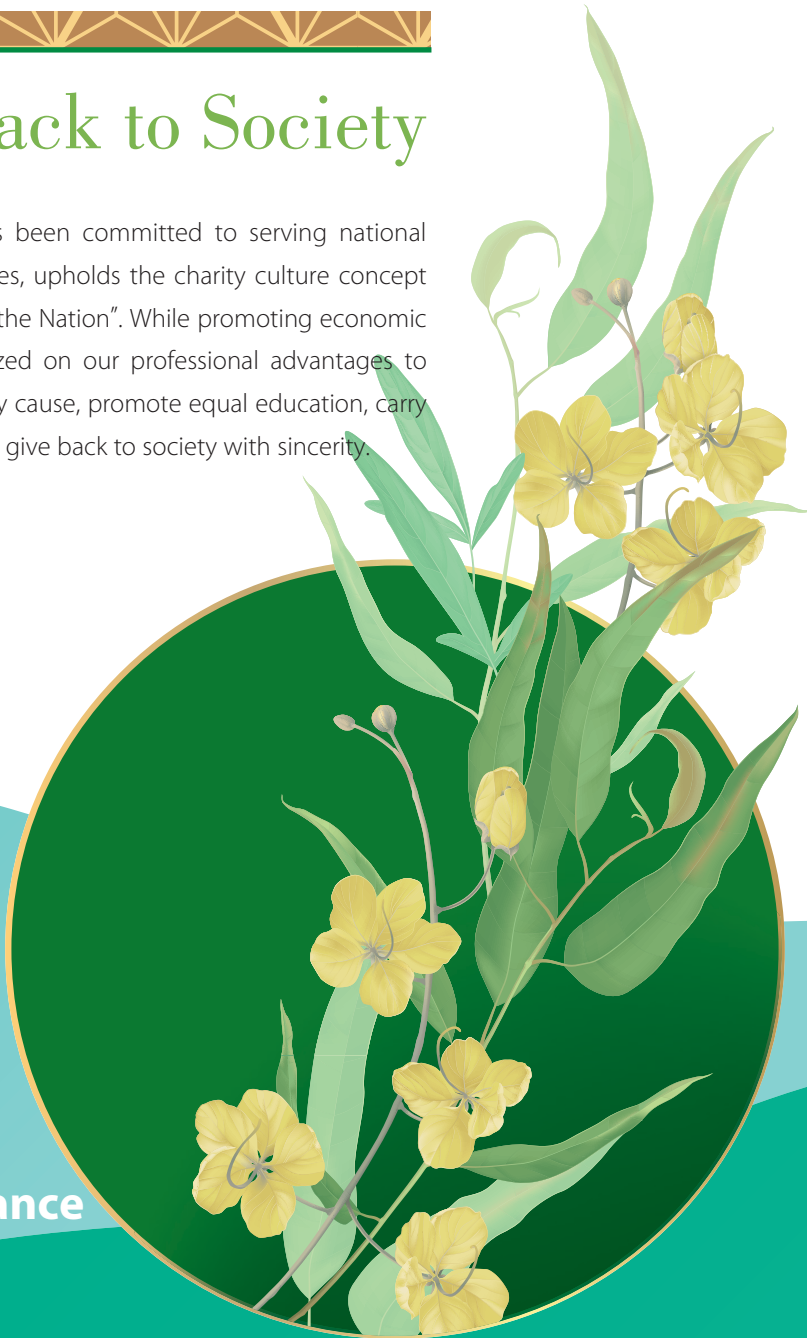 ack to Society
s been committed to serving national
es, upholds the charity culture concept
the Nation”. While promoting economic
zed on our professional advantages to
y cause, promote equal education, carry
give back to society with sincerity.
ance